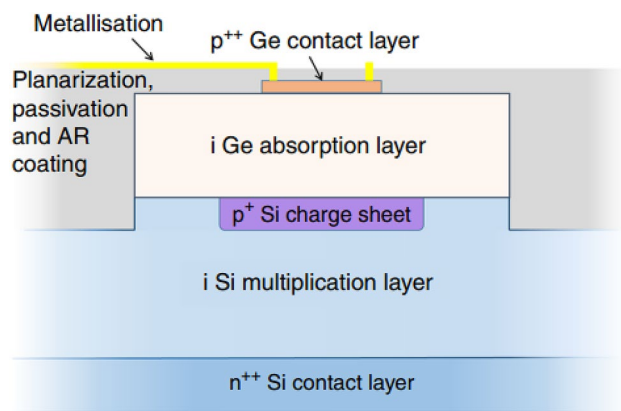 Metallisation
p++ Ge contact layer
Planarization,
passivation
and AR
coating
i Ge absorption layer
p+ Si charge sheet
i Si multiplication layer
n++ Si contact layer